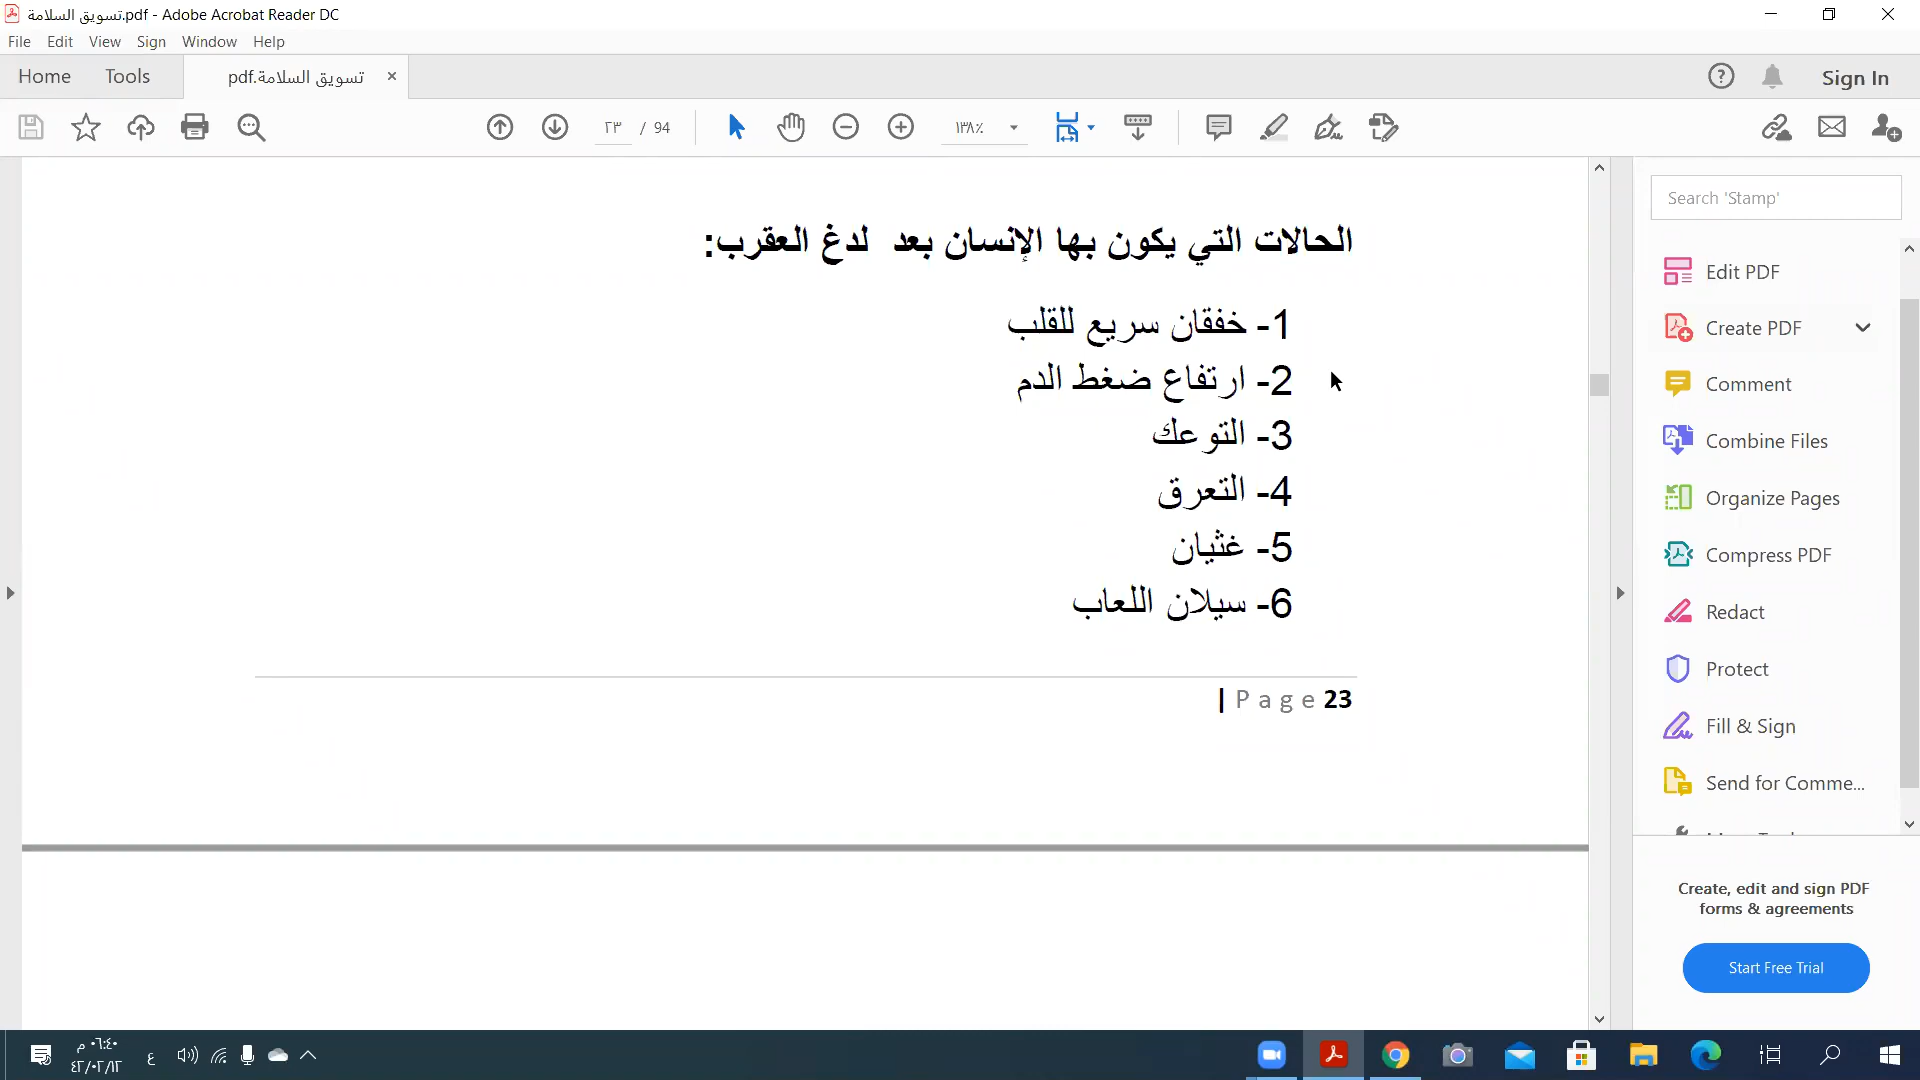 تسويق السلامة.pdf - Adobe Acrobat Reader DC
File Edit View Sign Window Help
Home Tools تسويق السلامة.pdf Sign In
٢٣ / 94 ١٣٨٪
الحالات التي يكون بها الإنسان بعد لدغ العقرب:
1- خفقان سريع للقلب
2- ارتفاع ضغط الدم
3- التوعك
4- التعرق
5- غثيان
6- سيلان اللعاب
| Page 23
Search 'Stamp'
Edit PDF
Create PDF
Comment
Combine Files
Organize Pages
Compress PDF
Redact
Protect
Fill & Sign
Send for Comme...
Create, edit and sign PDF
forms & agreements
Start Free Trial
٠٦:٤٠ م
ع
٤٢/٠٢/١٢